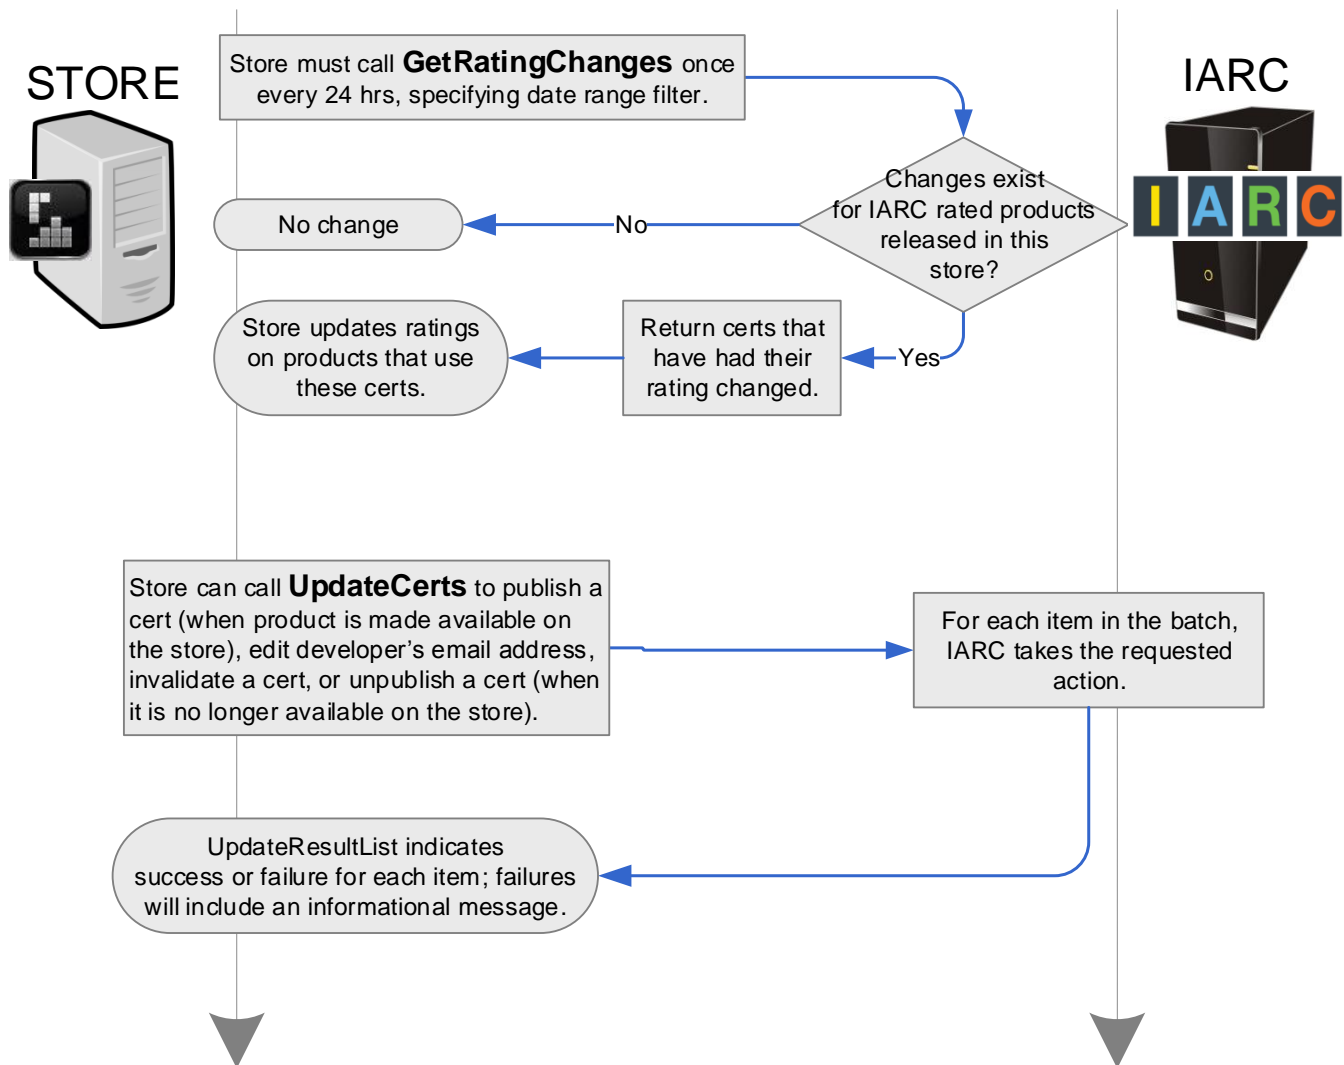 STORE
IARC
Store must call GetRatingChanges once
every 24 hrs, specifying date range filter.
Changes exist
for IARC rated products
released in this
store?
I A R C
No
No change
Yes
Return certs that
have had their
rating changed.
Store updates ratings
on products that use
these certs.
Store can call UpdateCerts to publish a
cert (when product is made available on
the store), edit developer’s email address,
invalidate a cert, or unpublish a cert (when
it is no longer available on the store).
For each item in the batch,
IARC takes the requested
action.
UpdateResultList indicates
success or failure for each item; failures
will include an informational message.